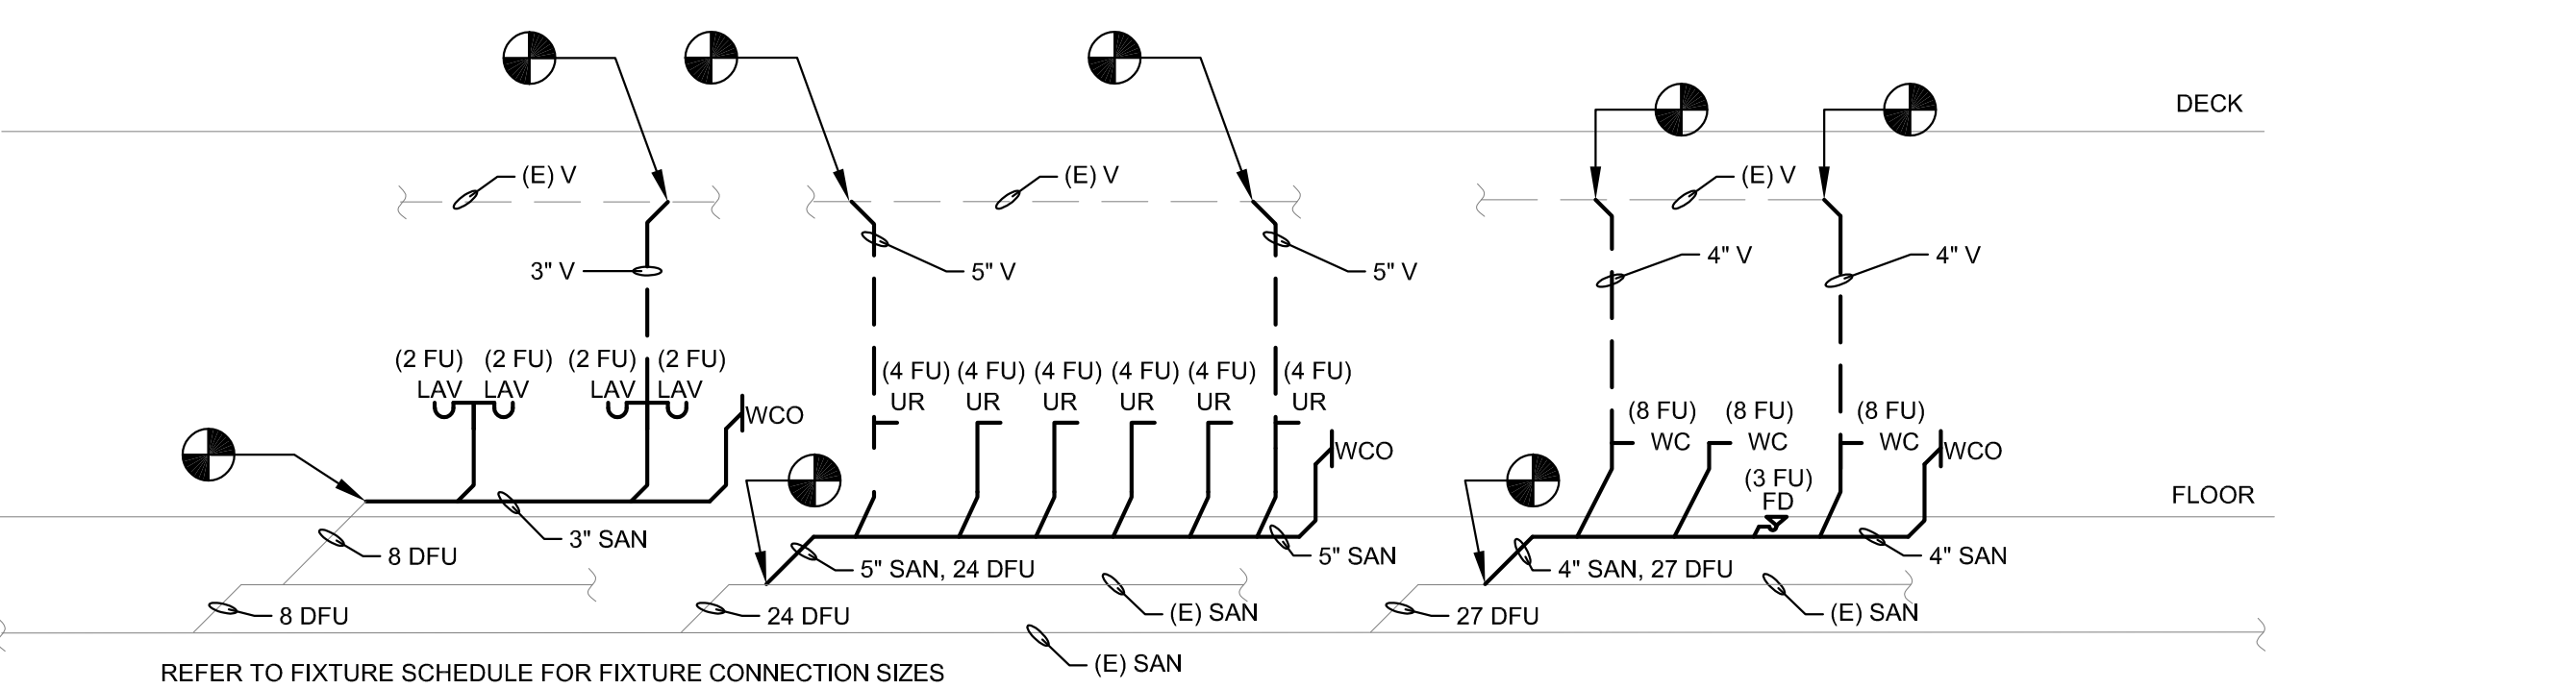 DECK
(E) V
(E) V
(E) V
3" V
5" V
5" V
4" V
4" V
(2 FU) (2 FU) (2 FU) (2 FU)
LAV LAV LAV LAV
WCO
(4 FU) (4 FU) (4 FU) (4 FU) (4 FU) (4 FU)
UR UR UR UR UR UR
WCO
(8 FU) (8 FU) (8 FU)
WC WC WC
WCO
(3 FU)
FD
FLOOR
3" SAN
8 DFU
5" SAN
5" SAN, 24 DFU
4" SAN, 27 DFU
4" SAN
8 DFU
24 DFU
(E) SAN
27 DFU
(E) SAN
(E) SAN
REFER TO FIXTURE SCHEDULE FOR FIXTURE CONNECTION SIZES